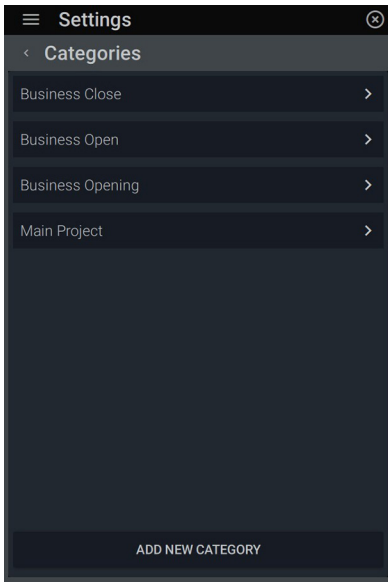 Settings
Categories
Business Close
Business Open
Business Opening
Main Project
ADD NEW CATEGORY